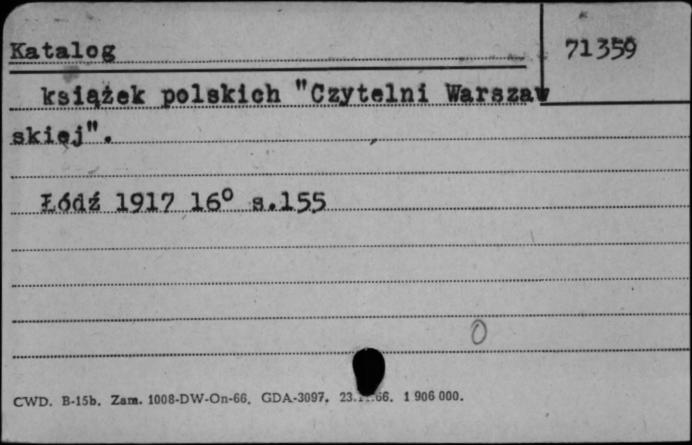 Katalog 71359
książek polskich "Czytelni Warszaw
skiej".
Łódź 1917 16° s.155
0
CWD. B-15b. Zam. 1008-DW-On-66. GDA-3097. 1 906 000.